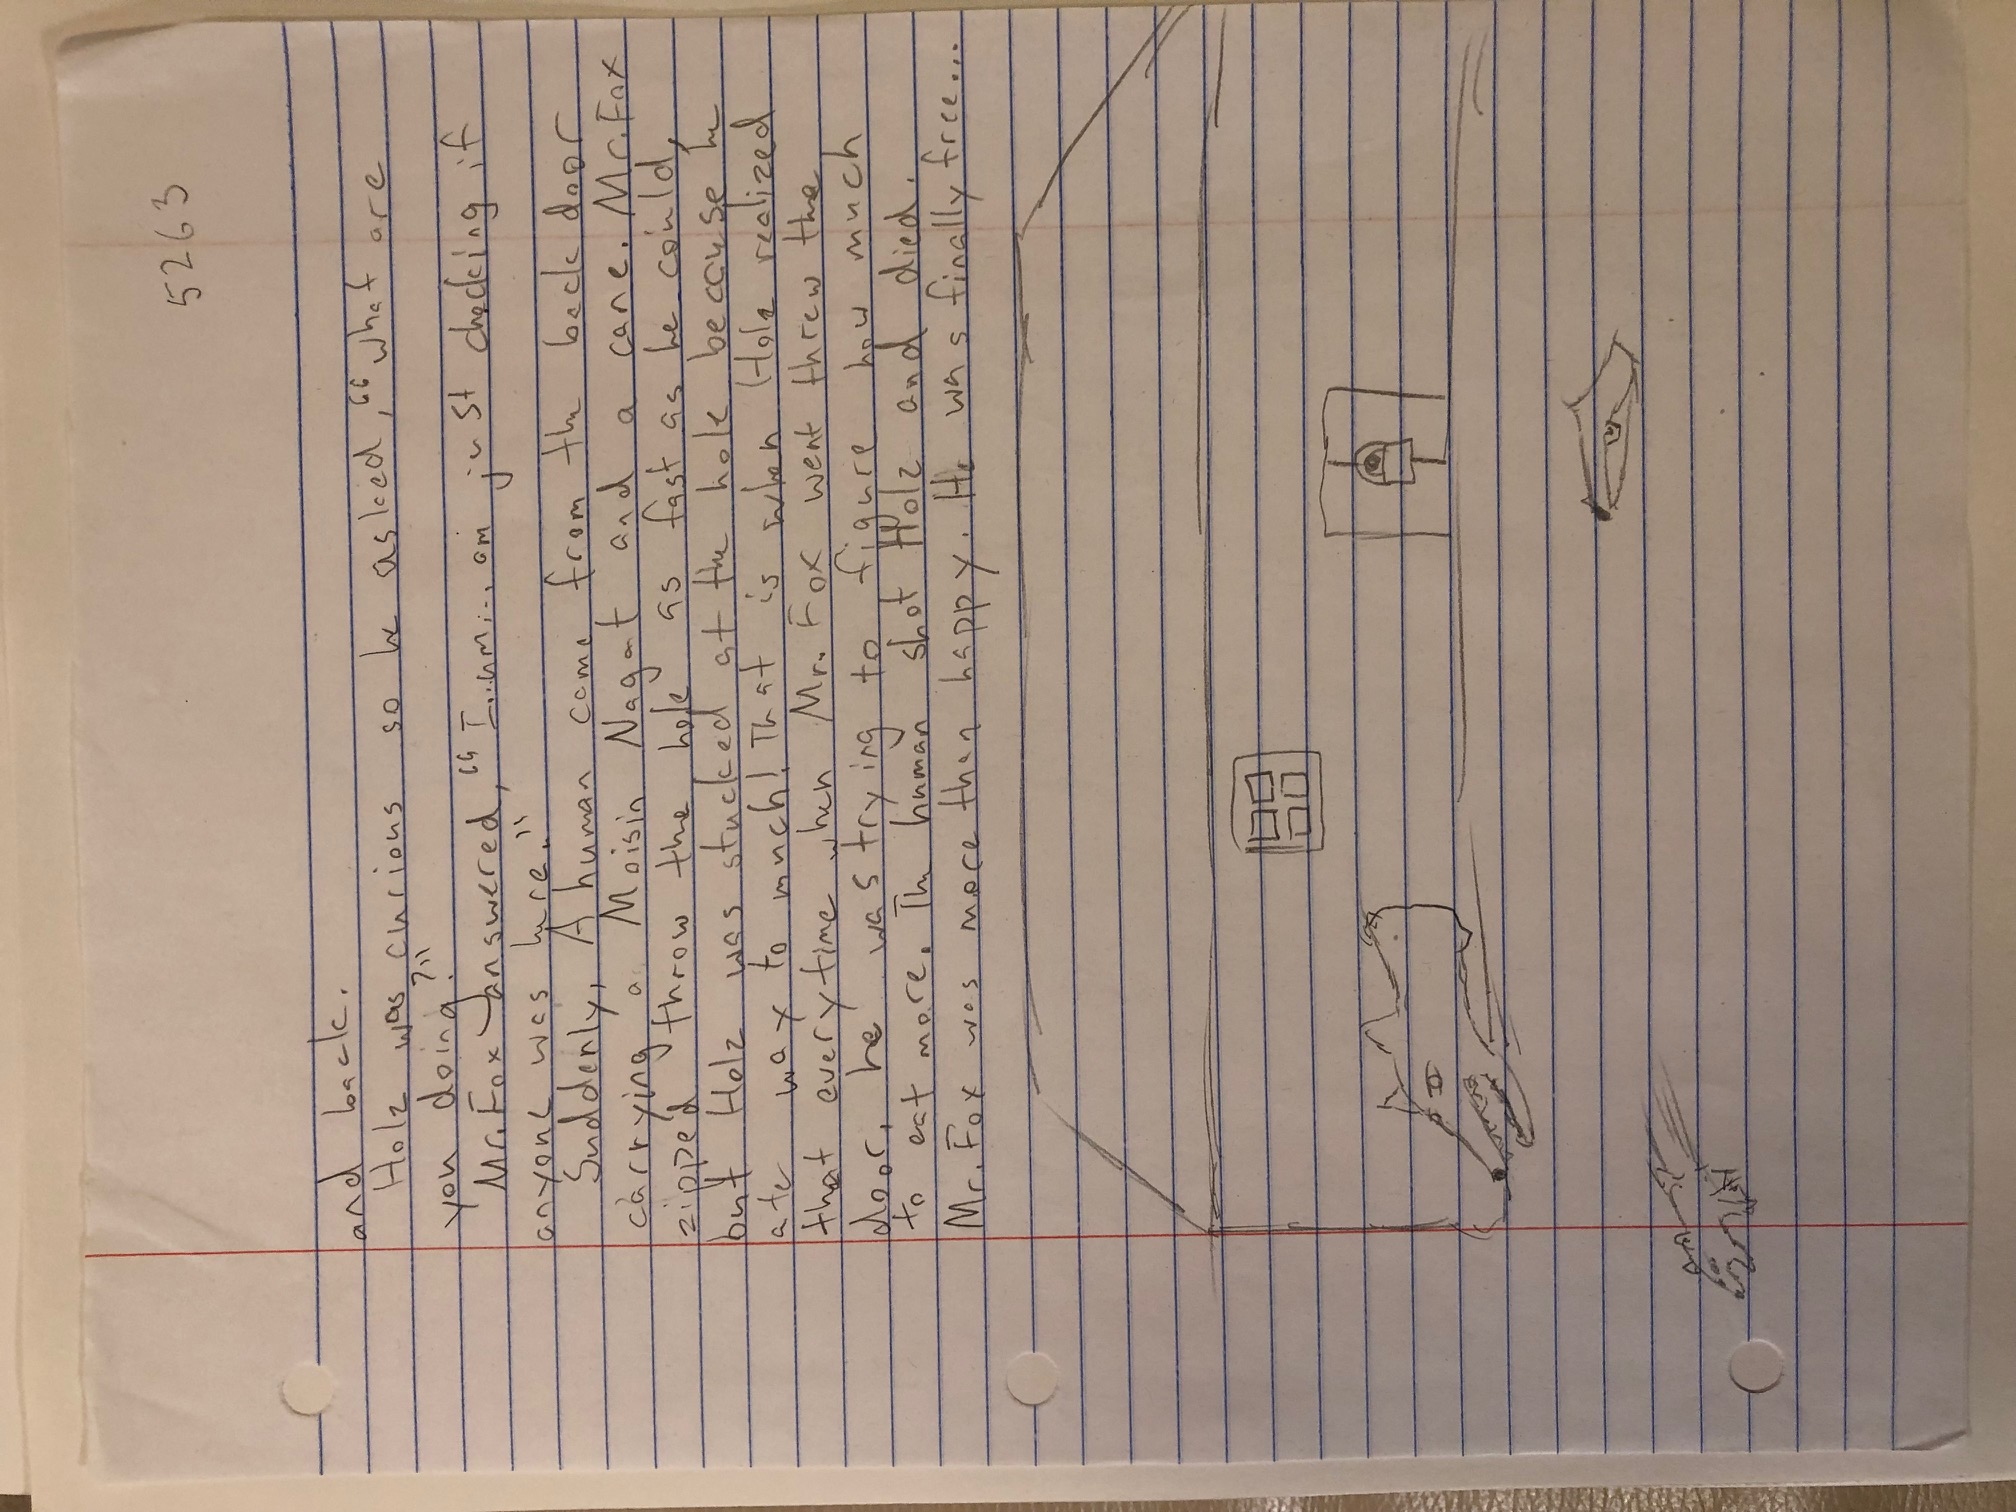 5263
and back.
Holz was curious so he asked, "what are
you doing?"
Mr. Fox answered, "I..um... am just checking if
anyone was here."
Suddenly, A human came from the back door
carrying a Moisin Nagat and a cane. Mr. Fox
zipped throw the hole as fast as he could,
but Holz was stucked at the hole because he
ate way to much! That is when Holz realized
that everytime when Mr. Fox went threw the
door, he was trying to figure how much
to eat more. The human shot Holz and died.
Mr. Fox was more than happy. He was finally free...